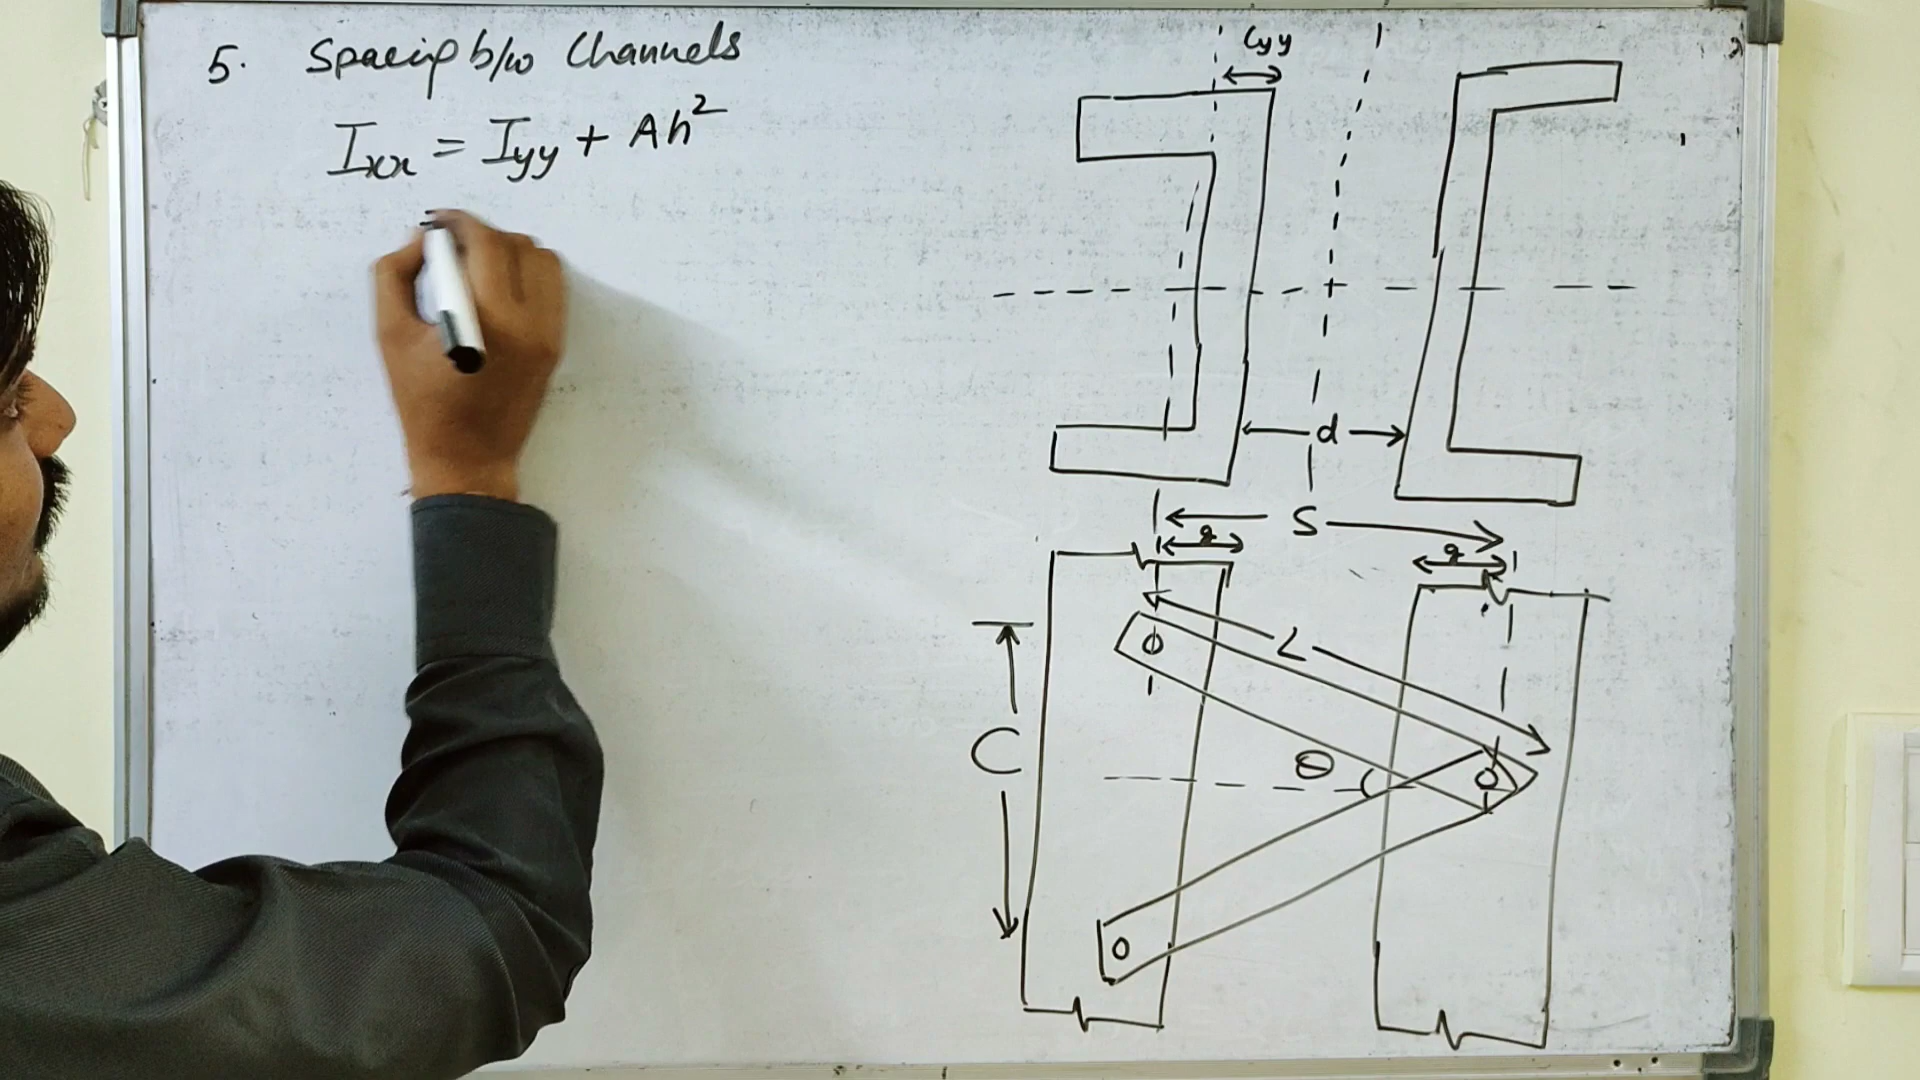 5. Spacing b/w Channels
Ixx = Iyy + Ah²
Cyy
d
S
g
g
L
C
θ